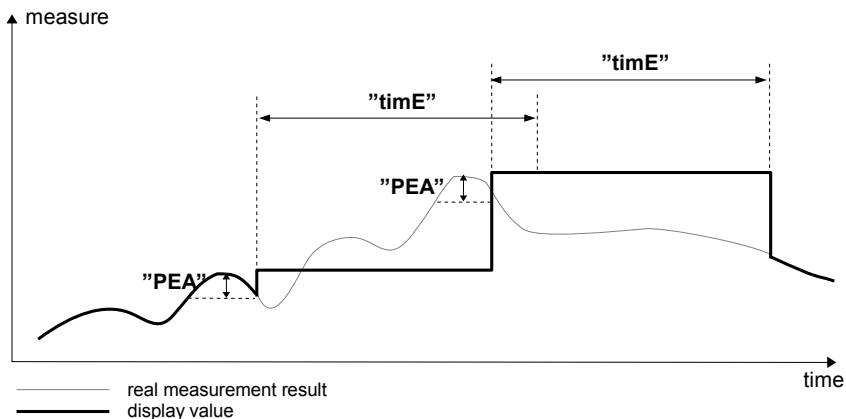 measure
”timE”
”timE”
”PEA”
”PEA”
time
real measurement result
display value